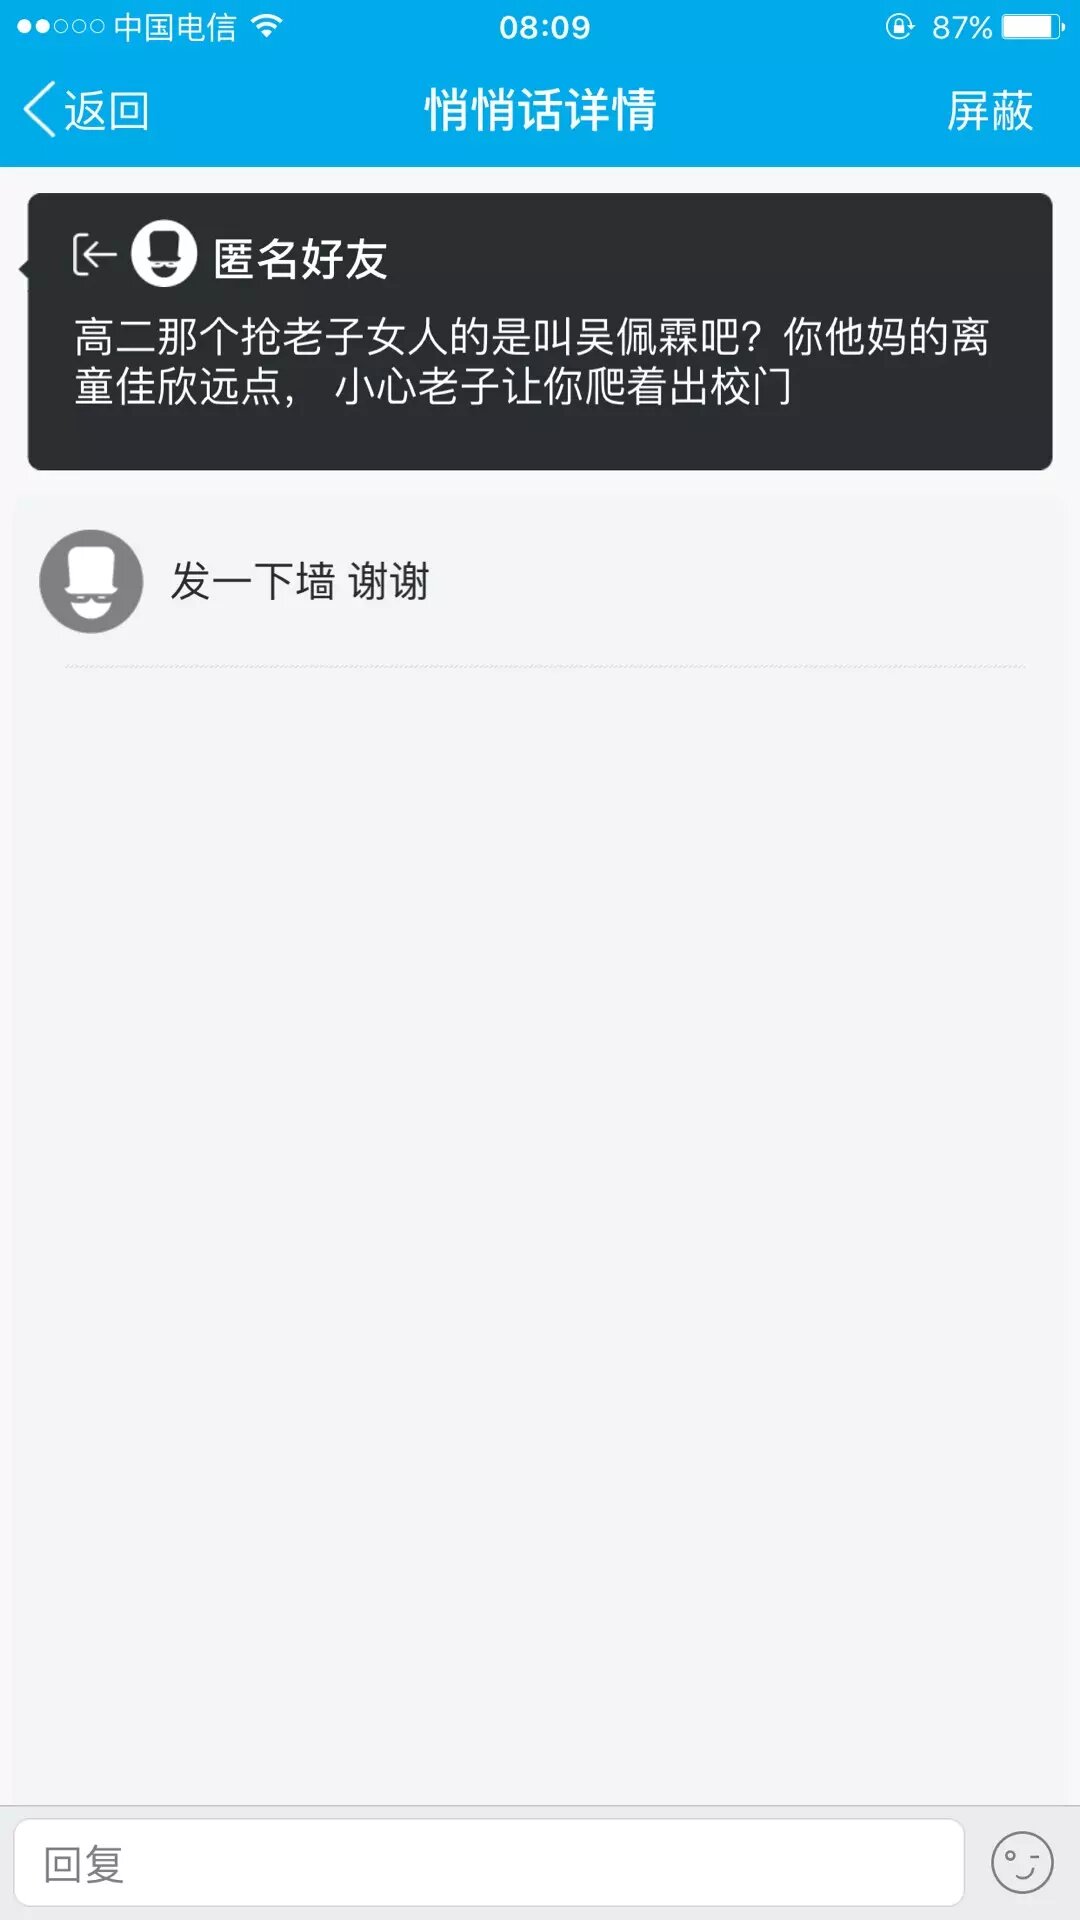 中国电信
08:09
87%
返回
悄悄话详情
屏蔽
匿名好友
高二那个抢老子女人的是叫吴佩霖吧？你他妈的离
童佳欣远点， 小心老子让你爬着出校门
发一下墙 谢谢
回复